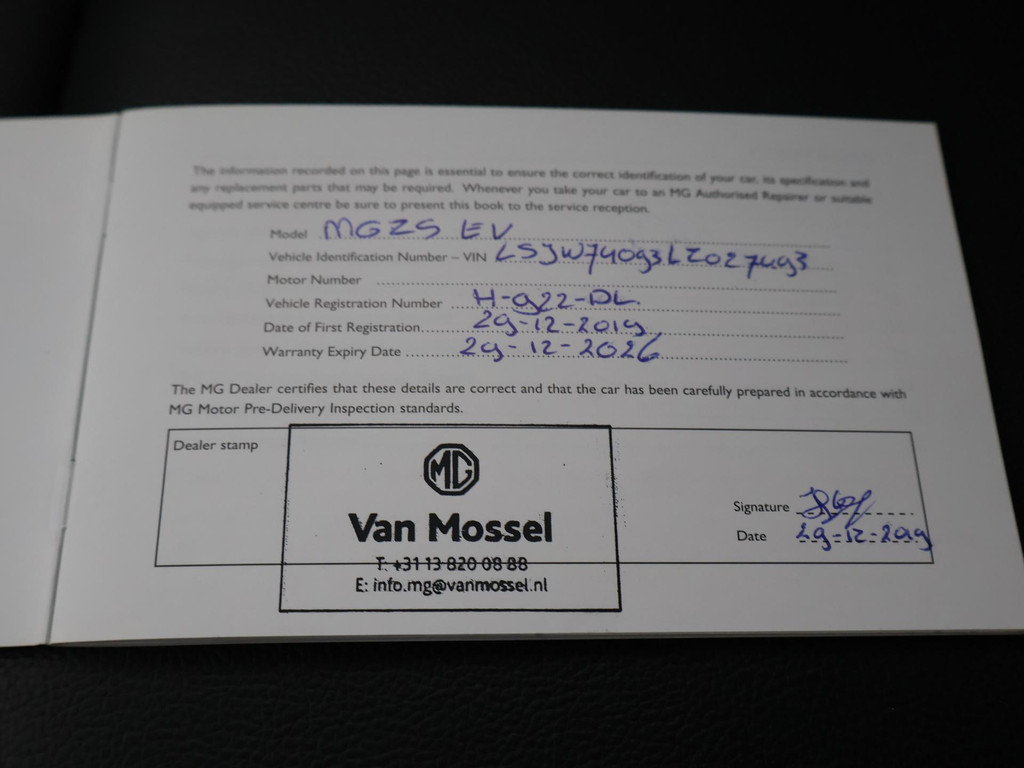 The information recorded on this page is essential to ensure the correct identification of your car, its specification and
any replacement parts that may be required. Whenever you take your car to an MG Authorised Repairer or suitable
equipped service centre be sure to present this book to the service reception.
Model MGZS EV
Vehicle Identification Number – VIN LSJW74093LZ027493
Motor Number
Vehicle Registration Number H-922-DL
Date of First Registration 29-12-2019
Warranty Expiry Date 29-12-2026
The MG Dealer certifies that these details are correct and that the car has been carefully prepared in accordance with
MG Motor Pre-Delivery Inspection standards.
Dealer stamp
MG
Van Mossel
T: +31 13 820 08 88
E: info.mg@vanmossel.nl
Signature
Date 29-12-2019